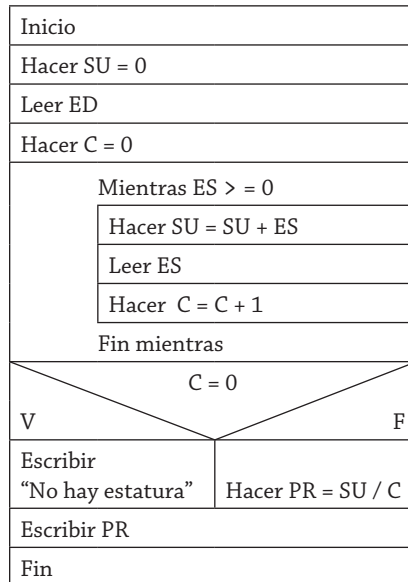 Inicio
Hacer SU = 0
Leer ED
Hacer C = 0
Mientras ES > = 0
Hacer SU = SU + ES
Leer ES
Hacer C = C + 1
Fin mientras
C = 0
V F
Escribir
“No hay estatura” Hacer PR = SU / C
Escribir PR
Fin